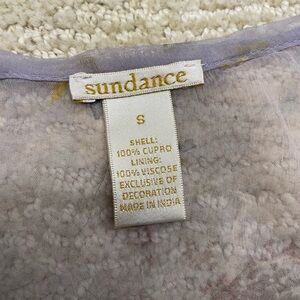 sundance
S
SHELL:
100% CUPRO
LINING:
100% VISCOSE
EXCLUSIVE OF
DECORATION
MADE IN INDIA